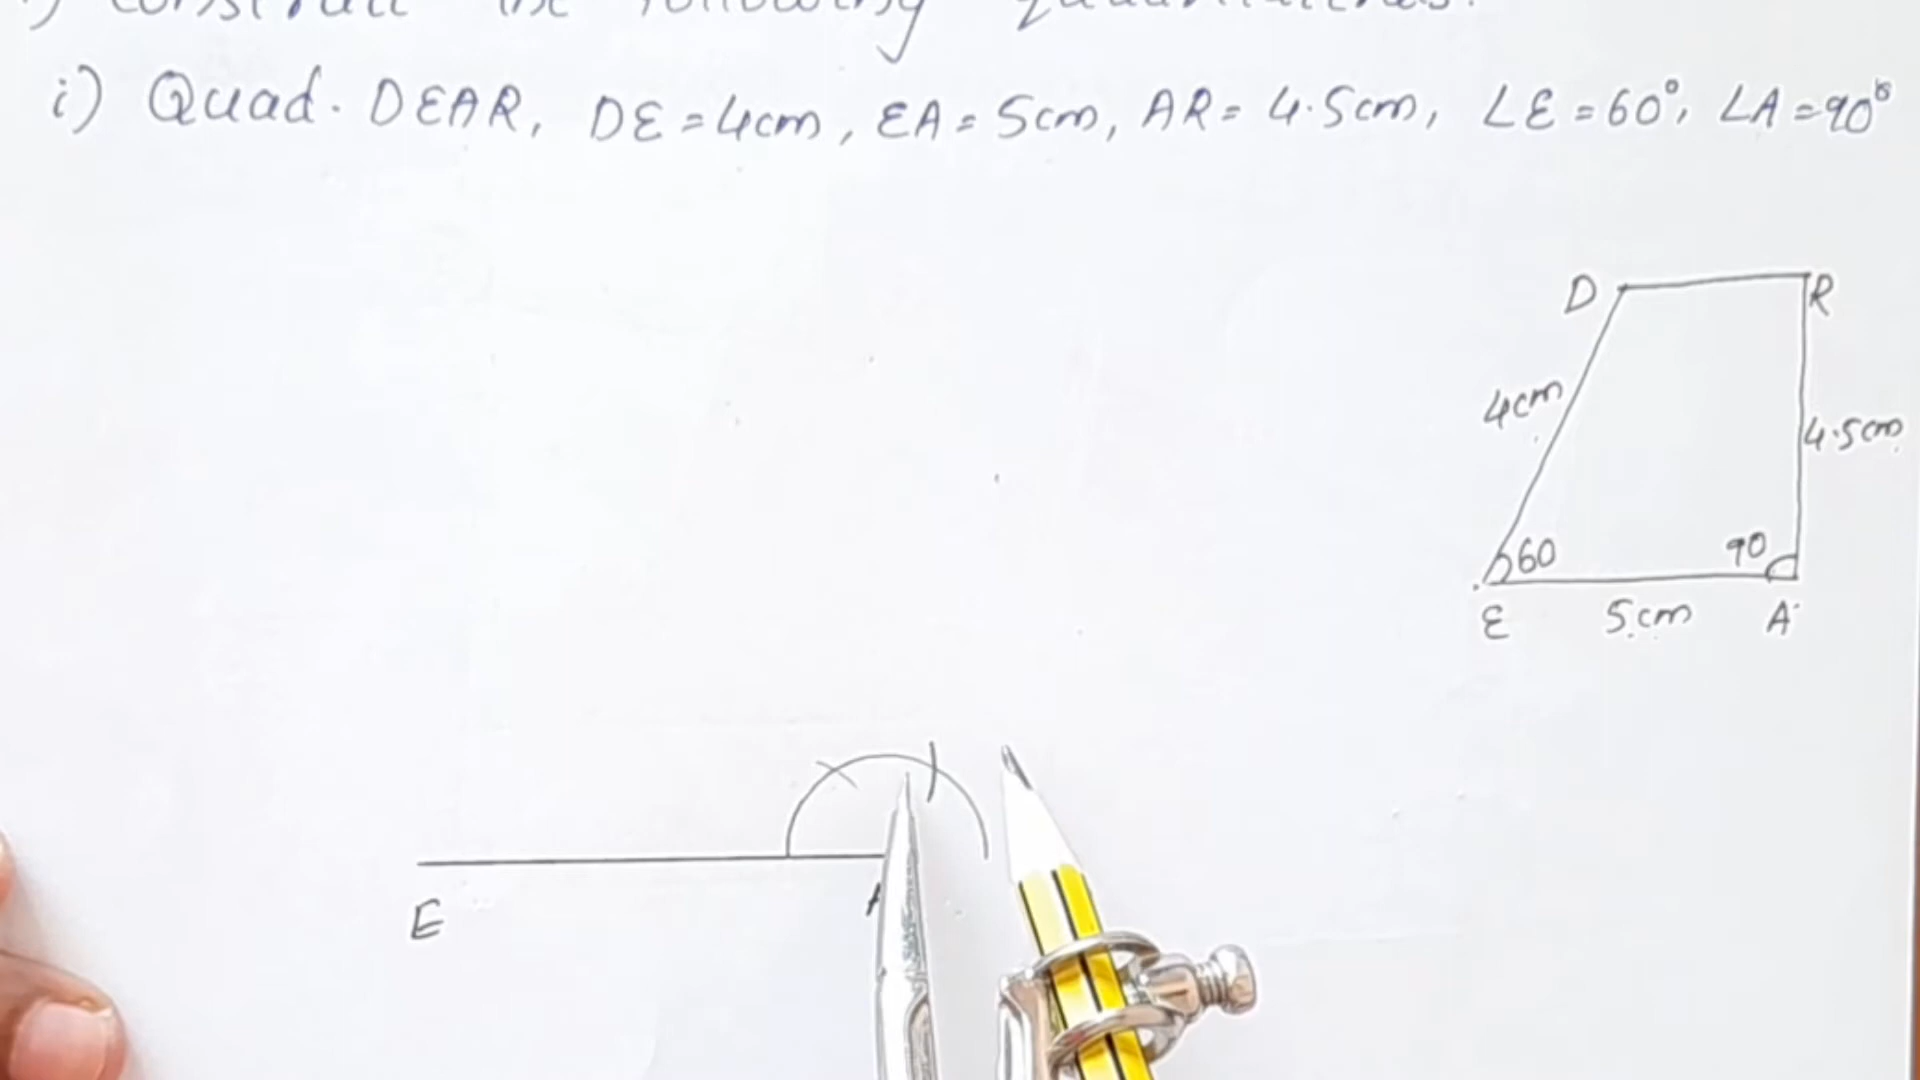 i) Quad. DEAR, DE = 4cm, EA = 5cm, AR = 4.5cm, ∠E = 60°, ∠A = 90°
D R
4cm
4.5cm
60 90
E 5cm A
E